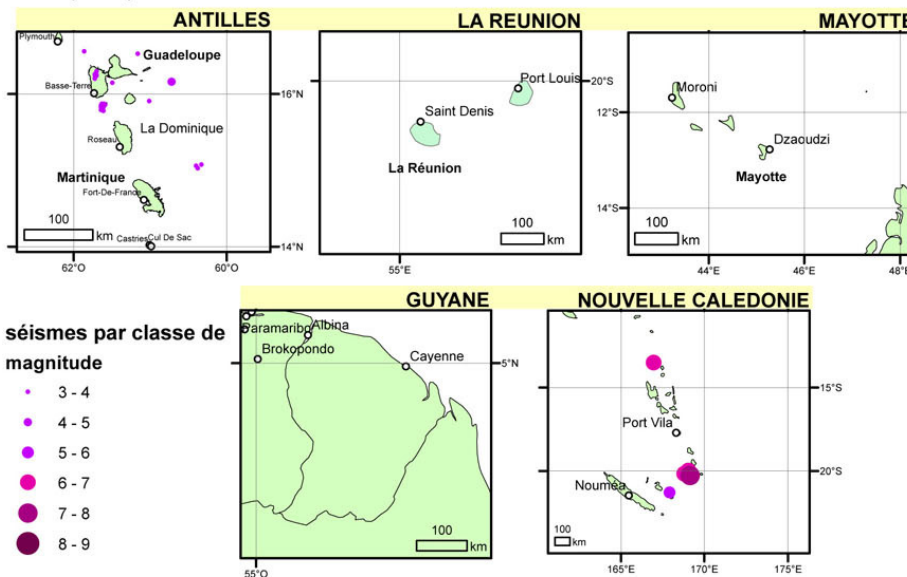 ANTILLES
Plymouth
Guadeloupe
Basse-Terre
16°N
La Dominique
Roseau
Martinique
Fort-De-France
100
km
Castries
Cul De Sac
14°N
62°O
60°O
LA REUNION
Port Louis
20°S
Saint Denis
La Réunion
100
km
55°E
MAYOTTE
Moroni
12°S
Dzaoudzi
Mayotte
14°S
100
km
44°E
46°E
48°E
séismes par classe de
magnitude
3 - 4
4 - 5
5 - 6
6 - 7
7 - 8
8 - 9
GUYANE
Paramaribo
Albina
Brokopondo
Cayenne
5°N
100
km
55°O
NOUVELLE CALEDONIE
15°S
Port Vila
20°S
Nouméa
100
km
165°E
170°E
175°E